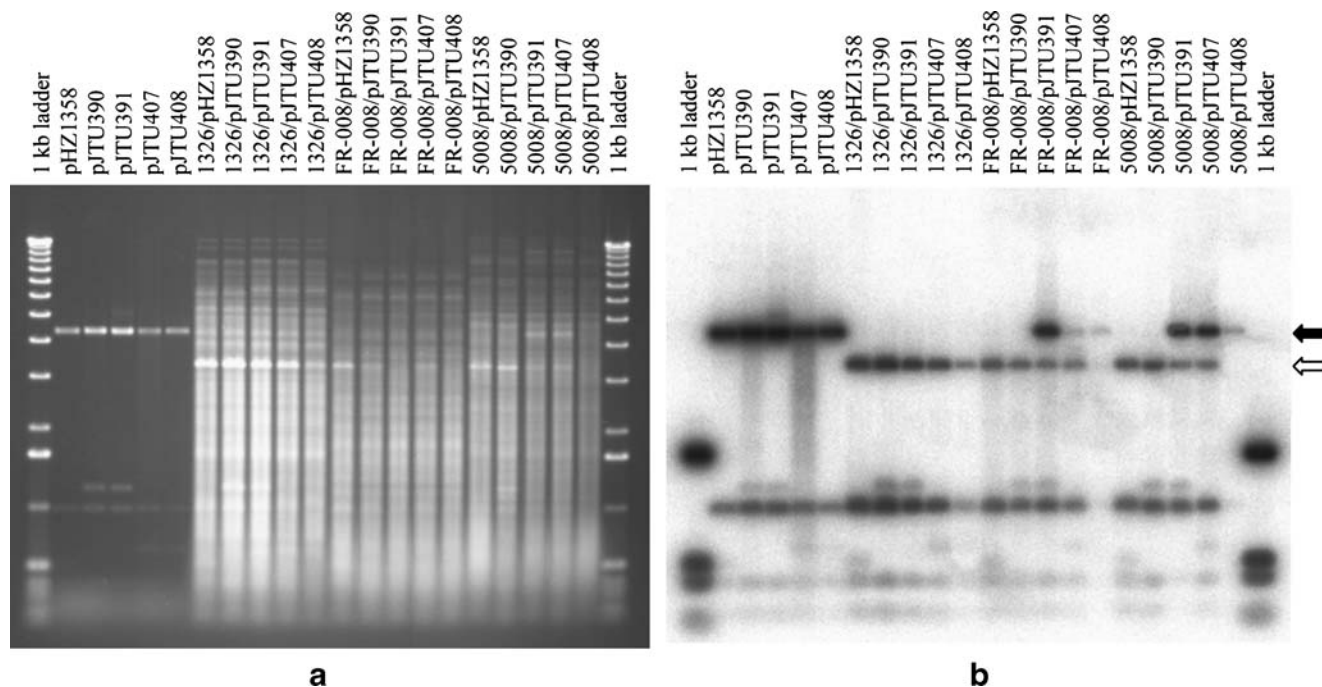 1 kb ladder
pHZ1358
pJTU390
pJTU391
pJTU407
pJTU408
1326/pHZ1358
1326/pJTU390
1326/pJTU391
1326/pJTU407
1326/pJTU408
FR-008/pHZ1358
FR-008/pJTU390
FR-008/pJTU391
FR-008/pJTU407
FR-008/pJTU408
5008/pHZ1358
5008/pJTU390
5008/pJTU391
5008/pJTU407
5008/pJTU408
1 kb ladder
a
1 kb ladder
pHZ1358
pJTU390
pJTU391
pJTU407
pJTU408
1326/pHZ1358
1326/pJTU390
1326/pJTU391
1326/pJTU407
1326/pJTU408
FR-008/pHZ1358
FR-008/pJTU390
FR-008/pJTU391
FR-008/pJTU407
FR-008/pJTU408
5008/pHZ1358
5008/pJTU390
5008/pJTU391
5008/pJTU407
5008/pJTU408
1 kb ladder
b